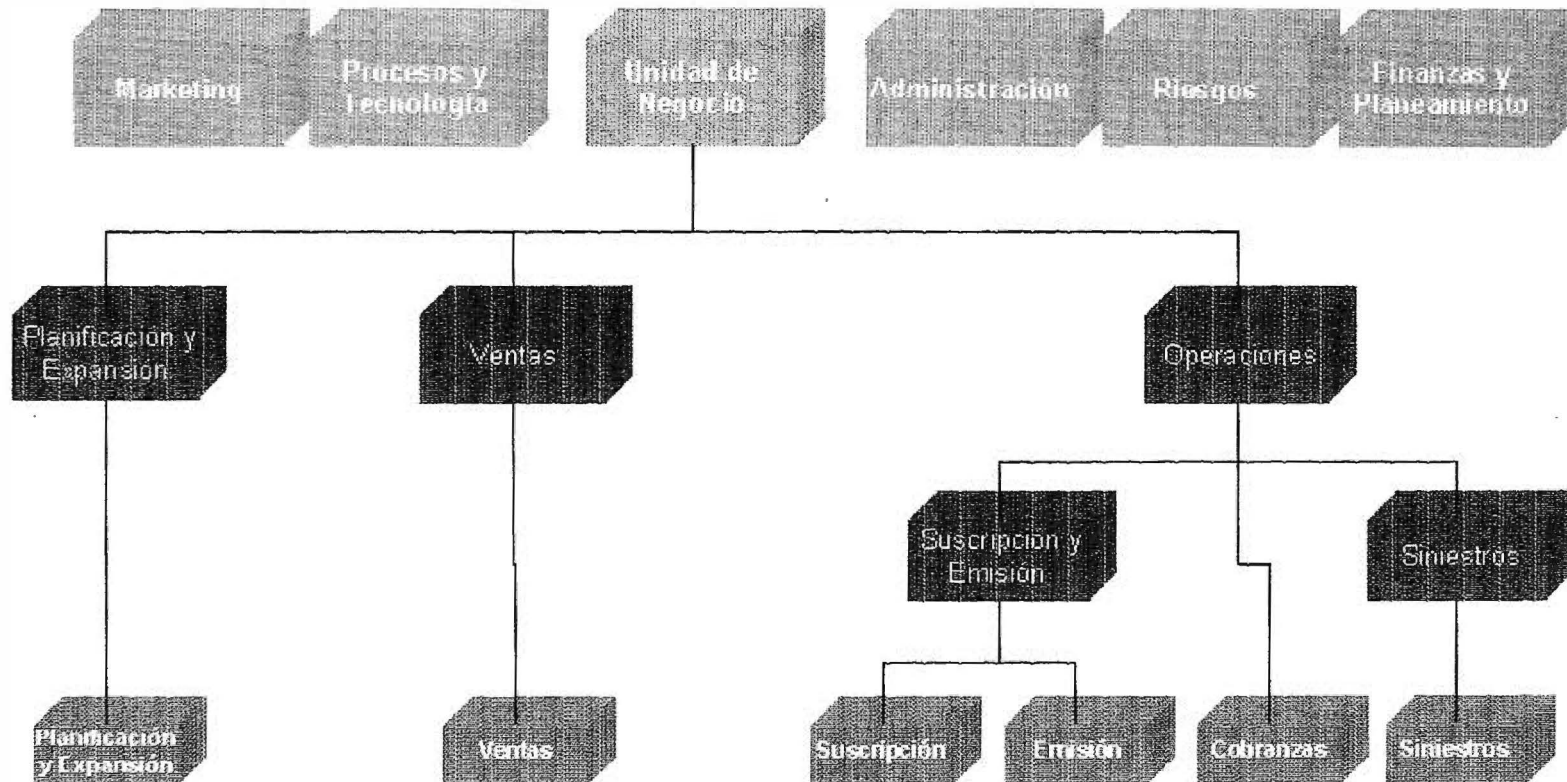 Marketing
Procesos y
Tecnología
Unidad de
Negocio
Administración
Riesgos
Finanzas y
Planeamiento
Planificación y
Expansión
Ventas
Operaciones
Suscripción y
Emisión
Siniestros
Planificación
y Expansión
Ventas
Suscripción
Emisión
Cobranzas
Siniestros